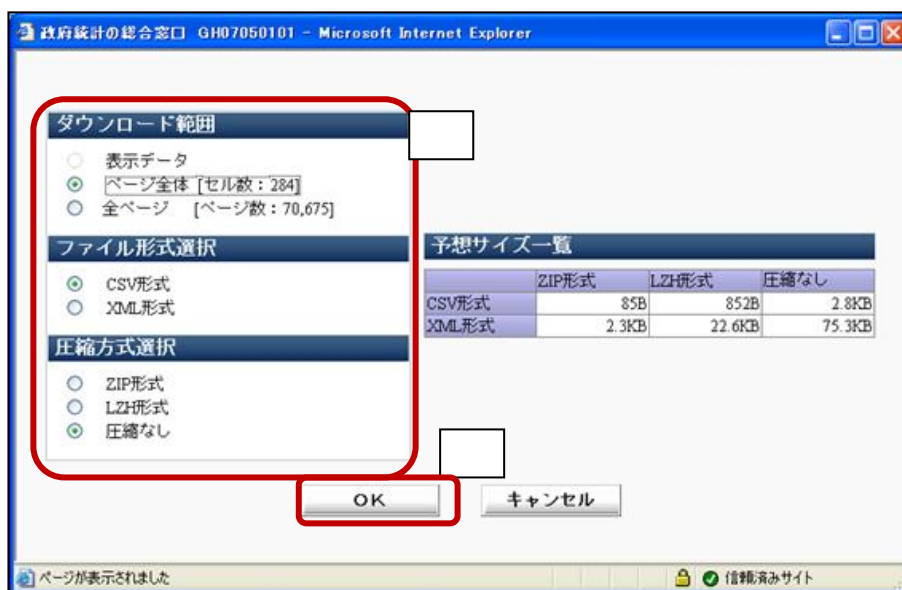 政府統計の総合窓口 GH07050101 - Microsoft Internet Explorer
ダウンロード範囲
表示データ
ページ全体 [セル数：284]
全ページ [ページ数：70,675]
ファイル形式選択
CSV形式
XML形式
圧縮方式選択
ZIP形式
LZH形式
圧縮なし
予想サイズ一覧
ZIP形式 LZH形式 圧縮なし
CSV形式 85B 852B 2.8KB
XML形式 2.3KB 22.6KB 75.3KB
OK キャンセル
ページが表示されました 信頼済みサイト